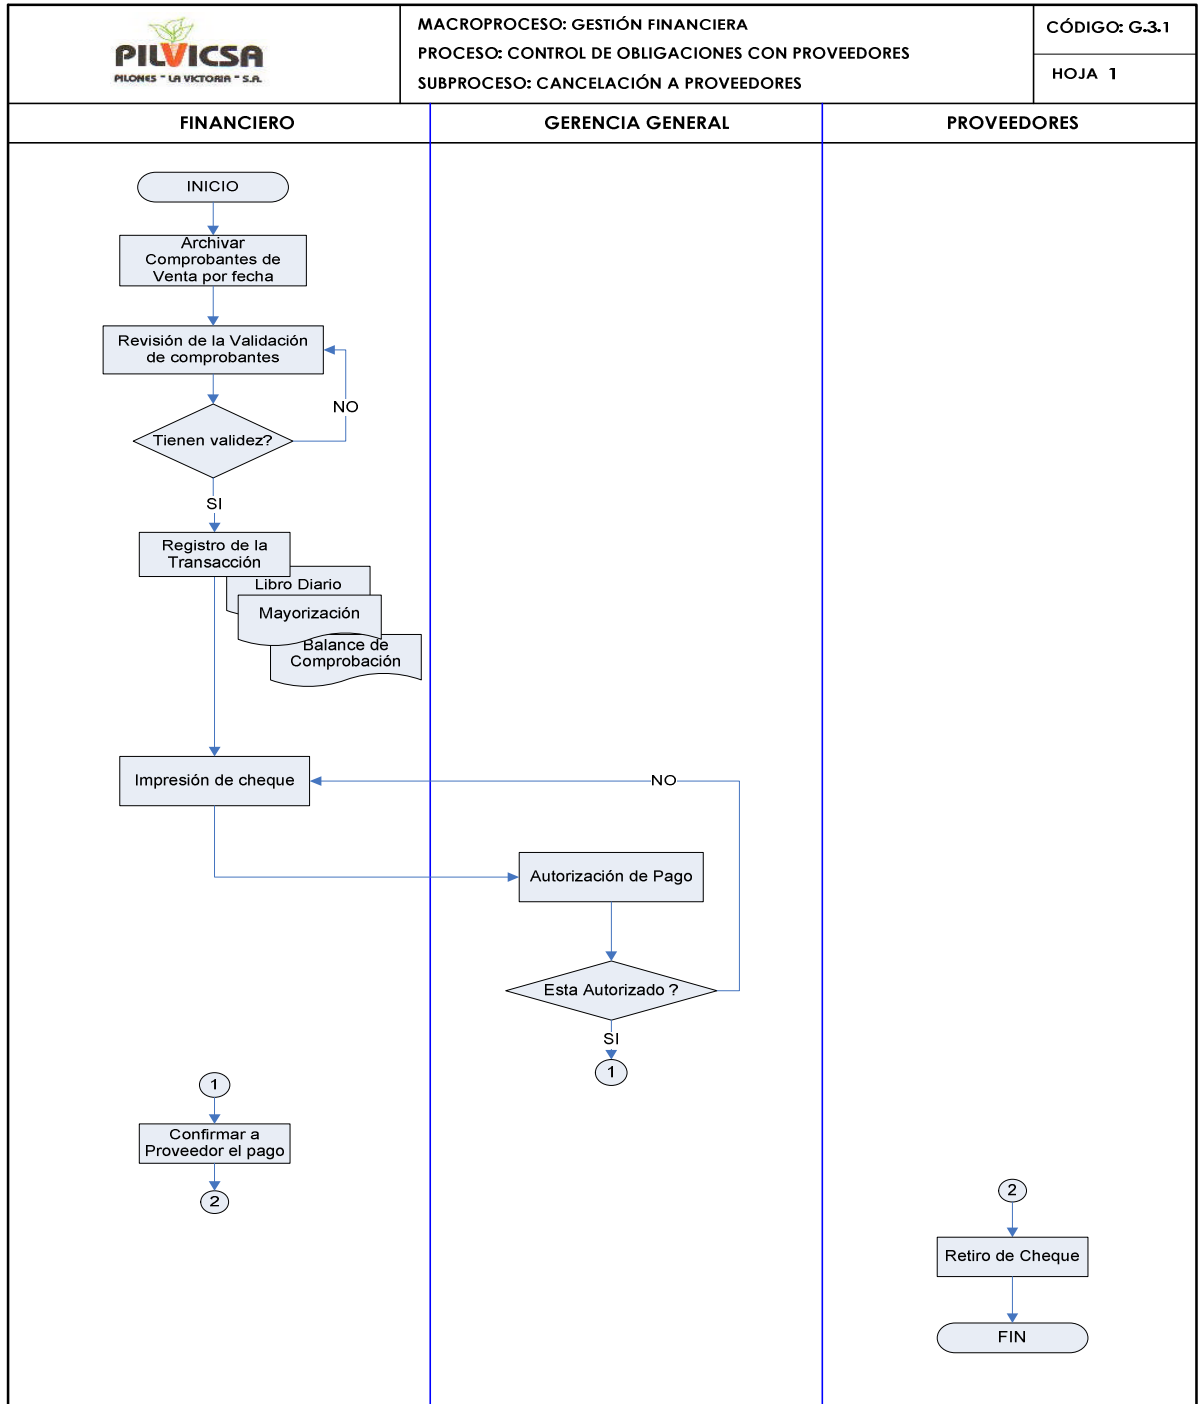 PILVICSA
PILONES " LA VICTORIA " S.A.
MACROPROCESO: GESTIÓN FINANCIERA
PROCESO: CONTROL DE OBLIGACIONES CON PROVEEDORES
SUBPROCESO: CANCELACIÓN A PROVEEDORES
CÓDIGO: G.3.1
HOJA 1
FINANCIERO
GERENCIA GENERAL
PROVEEDORES
INICIO
Archivar
Comprobantes de
Venta por fecha
Revisión de la Validación
de comprobantes
NO
Tienen validez?
SI
Registro de la
Transacción
Libro Diario
Mayorización
Balance de
Comprobación
Impresión de cheque
NO
Autorización de Pago
Esta Autorizado ?
SI
1
1
Confirmar a
Proveedor el pago
2
2
Retiro de Cheque
FIN